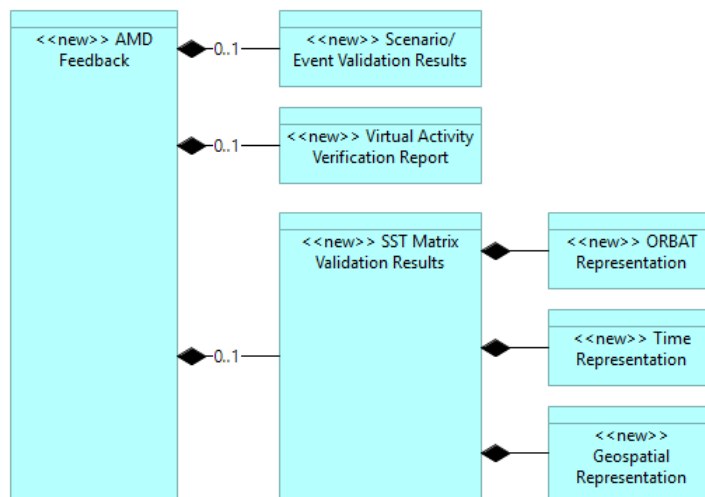 <<new>> AMD
Feedback
0..1
<<new>> Scenario/
Event Validation Results
0..1
<<new>> Virtual Activity
Verification Report
0..1
<<new>> SST Matrix
Validation Results
<<new>> ORBAT
Representation
<<new>> Time
Representation
<<new>>
Geospatial
Representation